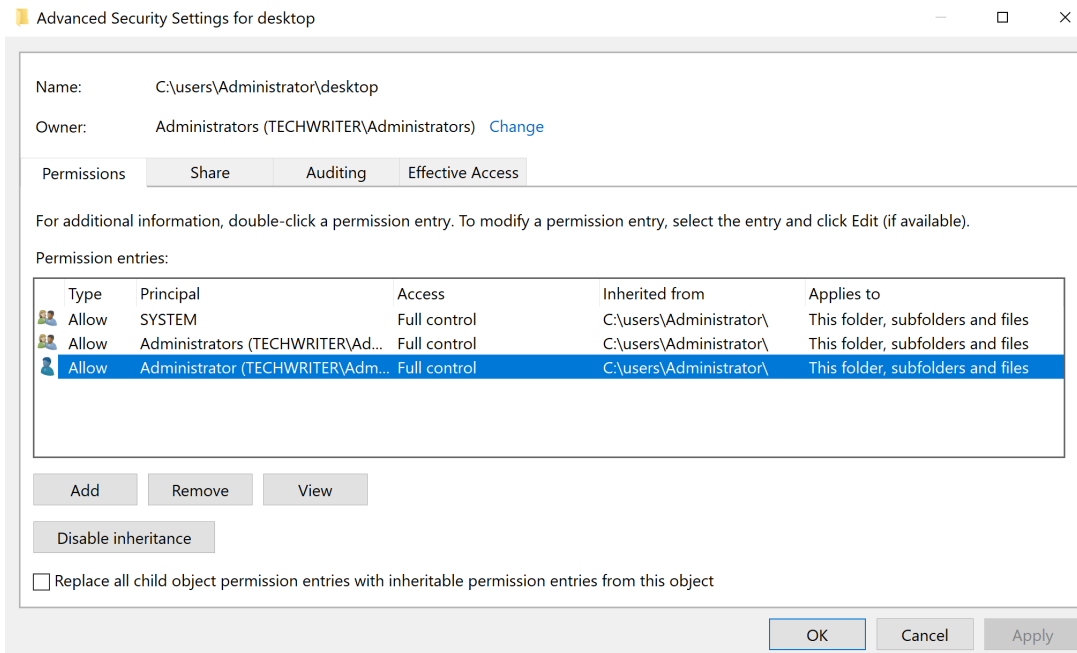 Advanced Security Settings for desktop
Name: C:\users\Administrator\desktop
Owner: Administrators (TECHWRITER\Administrators) Change
Permissions Share Auditing Effective Access
For additional information, double-click a permission entry. To modify a permission entry, select the entry and click Edit (if available).
Permission entries:
Type Principal Access Inherited from Applies to
Allow SYSTEM Full control C:\users\Administrator\ This folder, subfolders and files
Allow Administrators (TECHWRITER\Ad... Full control C:\users\Administrator\ This folder, subfolders and files
Allow Administrator (TECHWRITER\Adm... Full control C:\users\Administrator\ This folder, subfolders and files
Add Remove View
Disable inheritance
Replace all child object permission entries with inheritable permission entries from this object
OK Cancel Apply